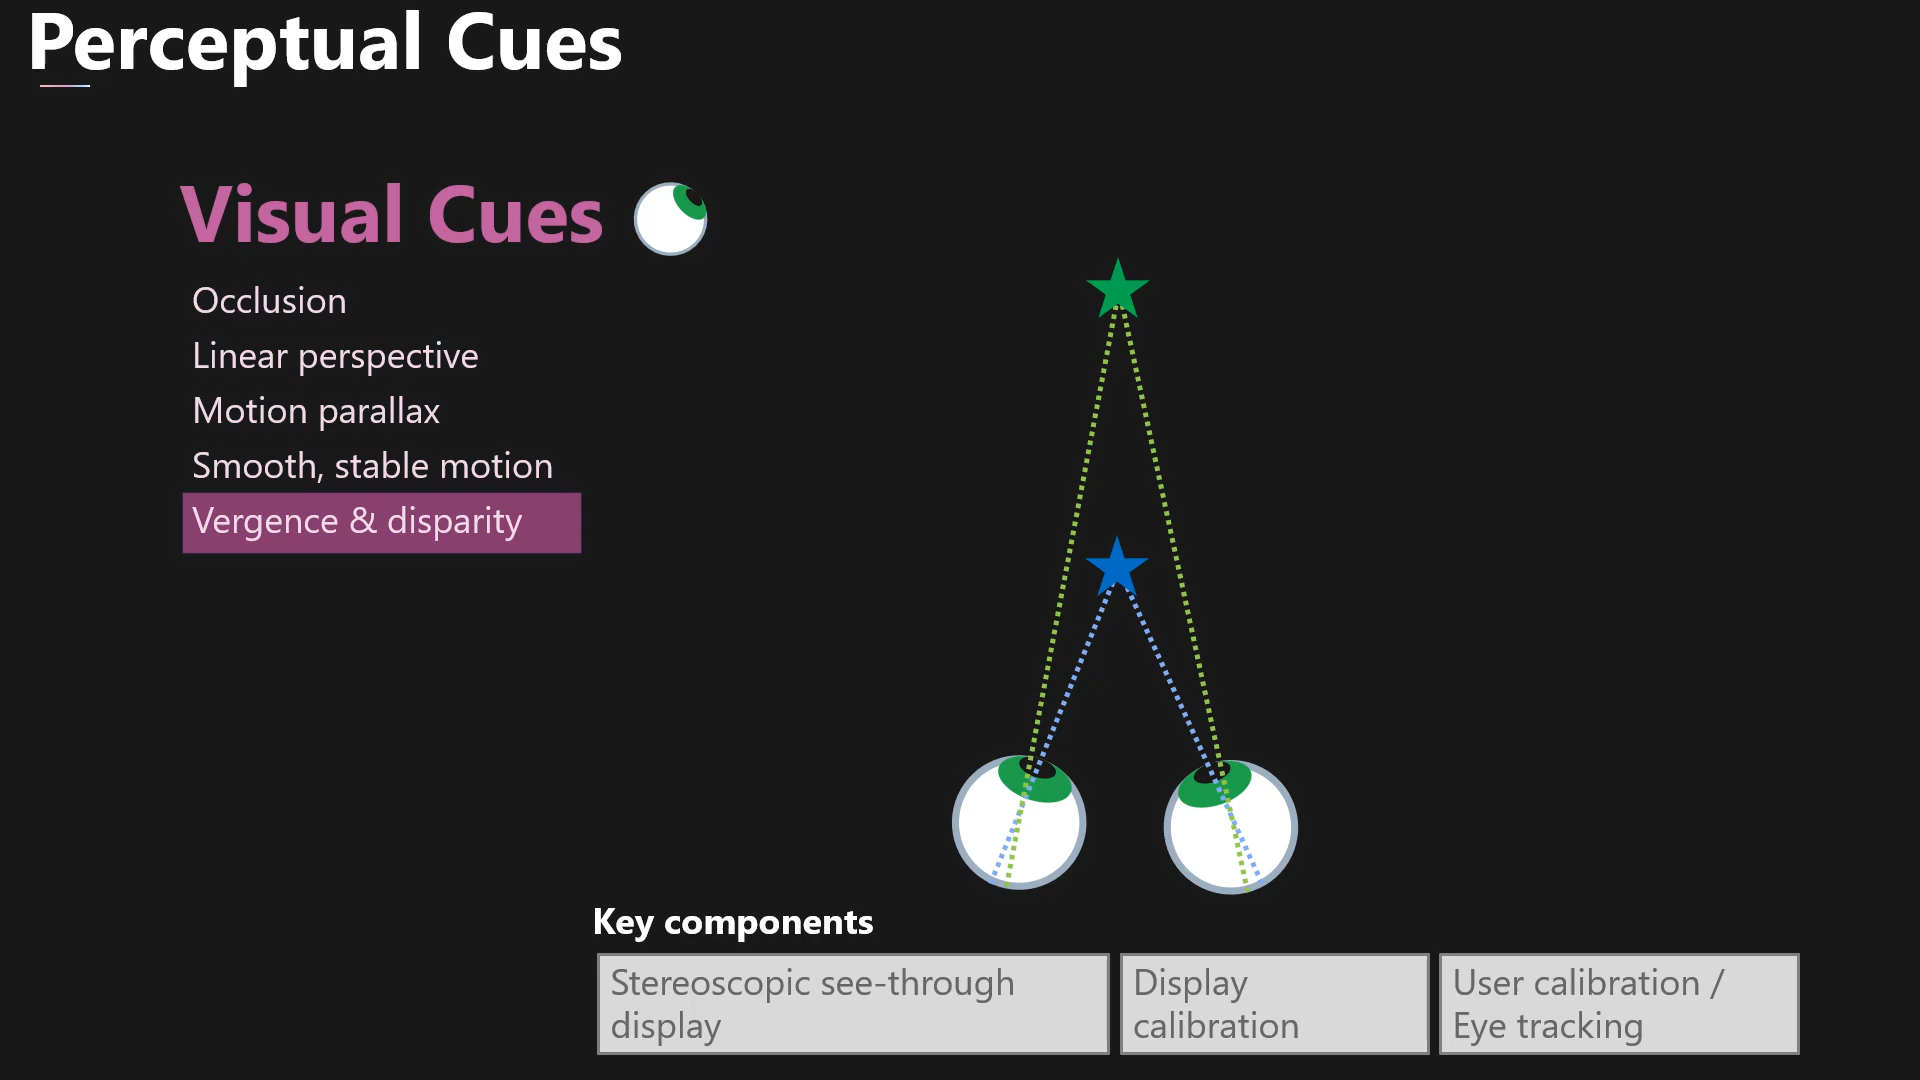 Perceptual Cues
Visual Cues
Occlusion
Linear perspective
Motion parallax
Smooth, stable motion
Vergence & disparity
Key components
Stereoscopic see-through
display
Display
calibration
User calibration /
Eye tracking